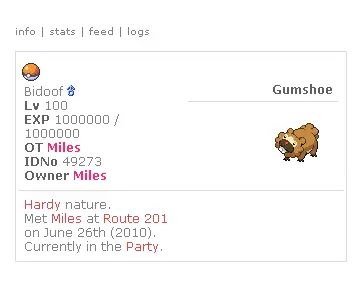 info | stats | feed | logs
Gumshoe
Bidoof ♂
Lv 100
EXP 1000000 /
1000000
OT Miles
IDNo 49273
Owner Miles
Hardy nature.
Met Miles at Route 201
on June 26th (2010).
Currently in the Party.